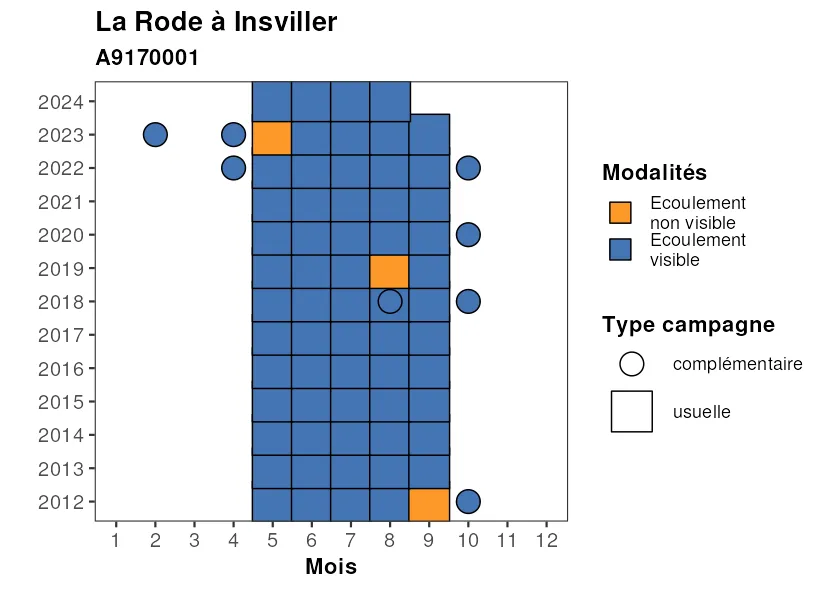 La Rode à Insviller
A9170001
2024
2023
2022
2021
2020
2019
2018
2017
2016
2015
2014
2013
2012
1 2 3 4 5 6 7 8 9 10 11 12
Mois
Modalités
Ecoulement
non visible
Ecoulement
visible
Type campagne
complémentaire
usuelle